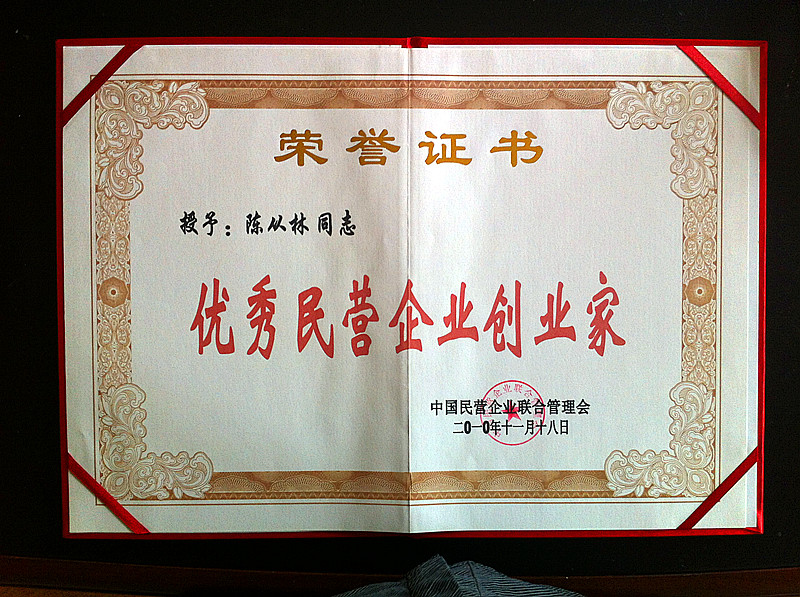 荣誉证书
授予：陈从林同志
优秀民营企业创业家
中国民营企业联合管理会
二0一0年十一月十八日